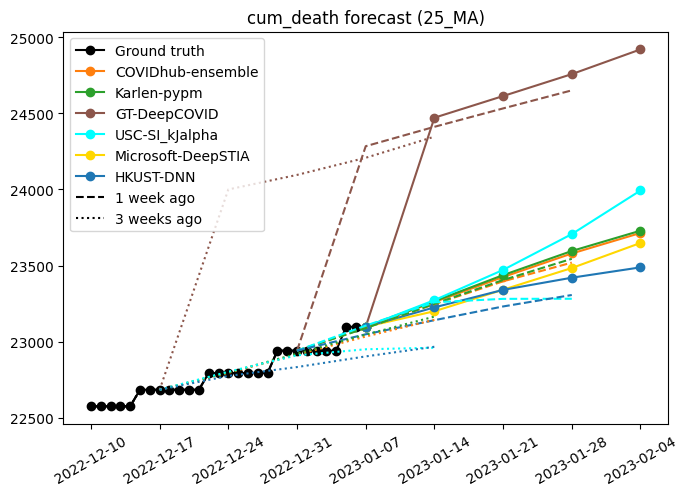 cum_death forecast (25_MA)
25000
24500
24000
23500
23000
22500
Ground truth
COVIDhub-ensemble
Karlen-pypm
GT-DeepCOVID
USC-SI_kJalpha
Microsoft-DeepSTIA
HKUST-DNN
1 week ago
3 weeks ago
2022-12-10
2022-12-17
2022-12-24
2022-12-31
2023-01-07
2023-01-14
2023-01-21
2023-01-28
2023-02-04